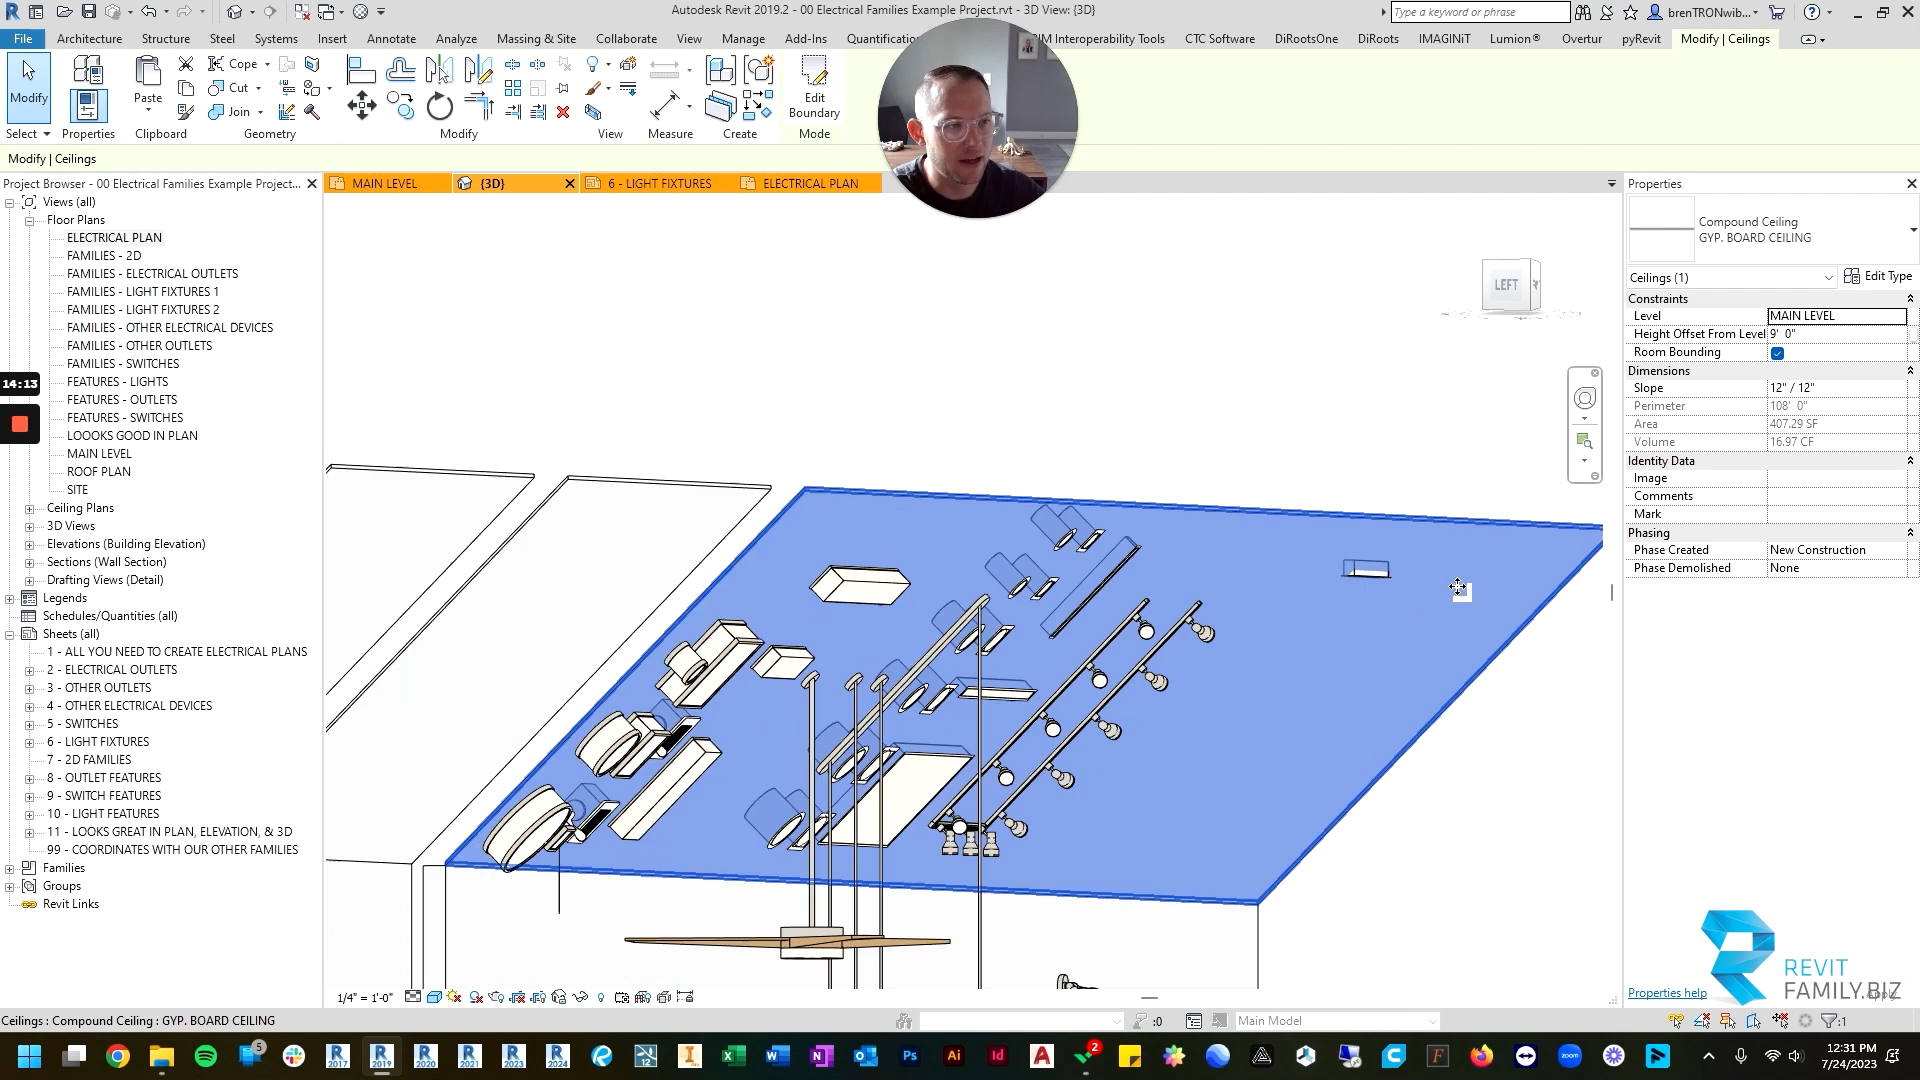 Autodesk Revit 2019.2 - 00 Electrical Families Example Project.rvt - 3D View: {3D}
Type a keyword or phrase
brenTRONwib...
File
Architecture
Structure
Steel
Systems
Insert
Annotate
Analyze
Massing & Site
Collaborate
View
Manage
Add-Ins
Quantification
BIM Interoperability Tools
CTC Software
DiRootsOne
DiRoots
IMAGINiT
Lumion®
Overtur
pyRevit
Modify | Ceilings
Modify
Paste
Cope
Cut
Join
Edit
Boundary
Select
Properties
Clipboard
Geometry
Modify
View
Measure
Create
Mode
Modify | Ceilings
Project Browser - 00 Electrical Families Example Project...
MAIN LEVEL
{3D}
6 - LIGHT FIXTURES
ELECTRICAL PLAN
Properties
Views (all)
Floor Plans
ELECTRICAL PLAN
FAMILIES - 2D
FAMILIES - ELECTRICAL OUTLETS
FAMILIES - LIGHT FIXTURES 1
FAMILIES - LIGHT FIXTURES 2
FAMILIES - OTHER ELECTRICAL DEVICES
FAMILIES - OTHER OUTLETS
FAMILIES - SWITCHES
FEATURES - LIGHTS
FEATURES - OUTLETS
FEATURES - SWITCHES
LOOOKS GOOD IN PLAN
MAIN LEVEL
ROOF PLAN
SITE
Ceiling Plans
3D Views
Elevations (Building Elevation)
Sections (Wall Section)
Drafting Views (Detail)
Legends
Schedules/Quantities (all)
Sheets (all)
1 - ALL YOU NEED TO CREATE ELECTRICAL PLANS
2 - ELECTRICAL OUTLETS
3 - OTHER OUTLETS
4 - OTHER ELECTRICAL DEVICES
5 - SWITCHES
6 - LIGHT FIXTURES
7 - 2D FAMILIES
8 - OUTLET FEATURES
9 - SWITCH FEATURES
10 - LIGHT FEATURES
11 - LOOKS GREAT IN PLAN, ELEVATION, & 3D
99 - COORDINATES WITH OUR OTHER FAMILIES
Families
Groups
Revit Links
14:13
LEFT
Compound Ceiling
GYP. BOARD CEILING
Ceilings (1)
Edit Type
Constraints
Level MAIN LEVEL
Height Offset From Level 9' 0"
Room Bounding
Dimensions
Slope 12" / 12"
Perimeter 108' 0"
Area 407.29 SF
Volume 16.97 CF
Identity Data
Image
Comments
Mark
Phasing
Phase Created New Construction
Phase Demolished None
REVIT
FAMILY.BIZ
Properties help
1/4" = 1'-0"
Ceilings : Compound Ceiling : GYP. BOARD CEILING
:0
Main Model
:1
5
2017
2019
2020
2021
2023
2024
12
2
zoom
12:31 PM
7/24/2023